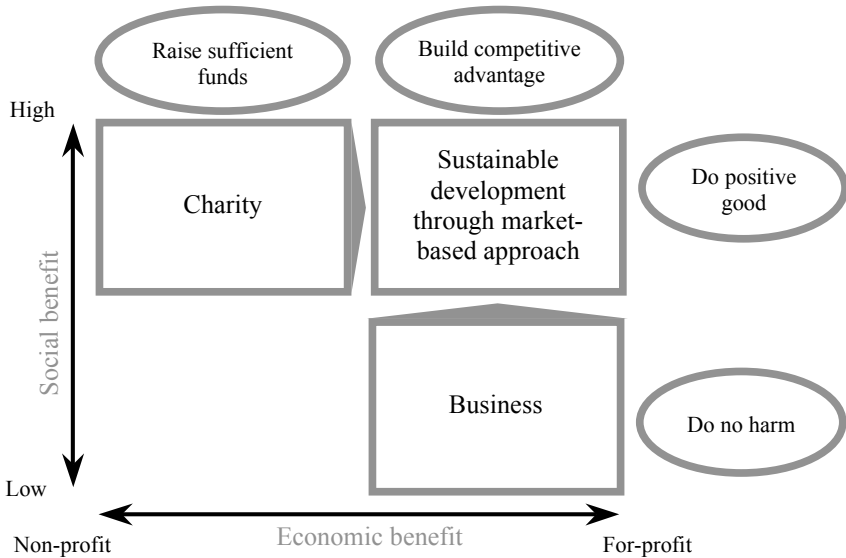 Raise sufficient
funds
Build competitive
advantage
High
Charity
Sustainable
development
through market-
based approach
Do positive
good
Social benefit
Business
Do no harm
Low
Economic benefit
Non-profit
For-profit